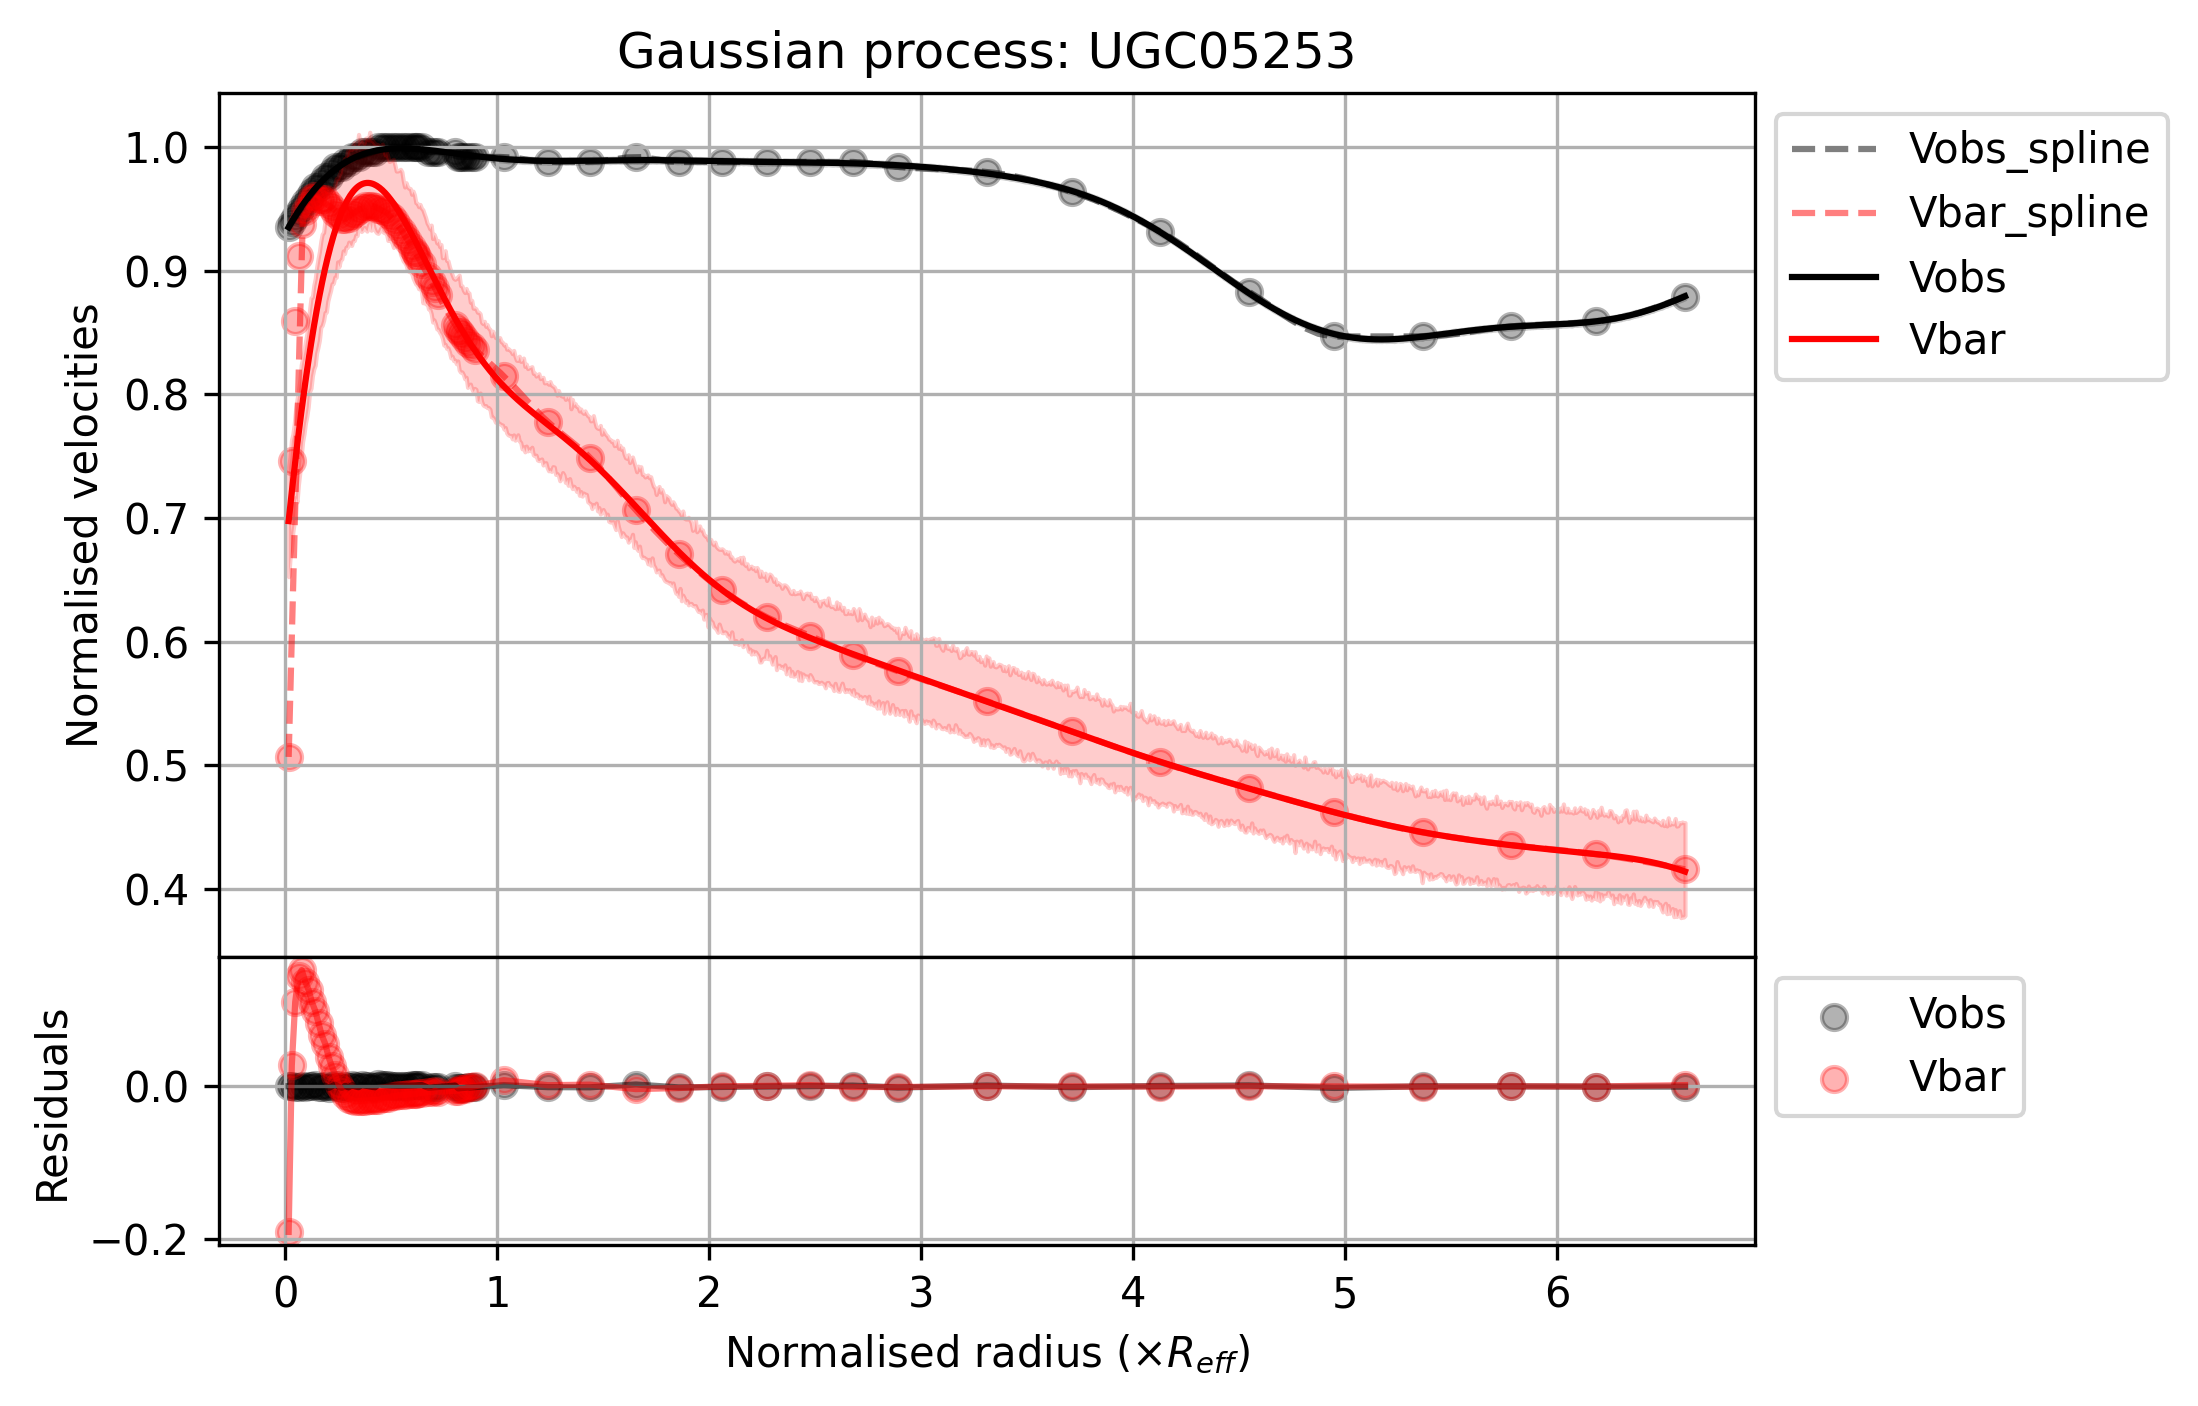 Gaussian process: UGC05253
Normalised velocities
1.0
0.9
0.8
0.7
0.6
0.5
0.4
Vobs_spline
Vbar_spline
Vobs
Vbar
Residuals
0.0
−0.2
Vobs
Vbar
0 1 2 3 4 5 6
Normalised radius (×R_eff)